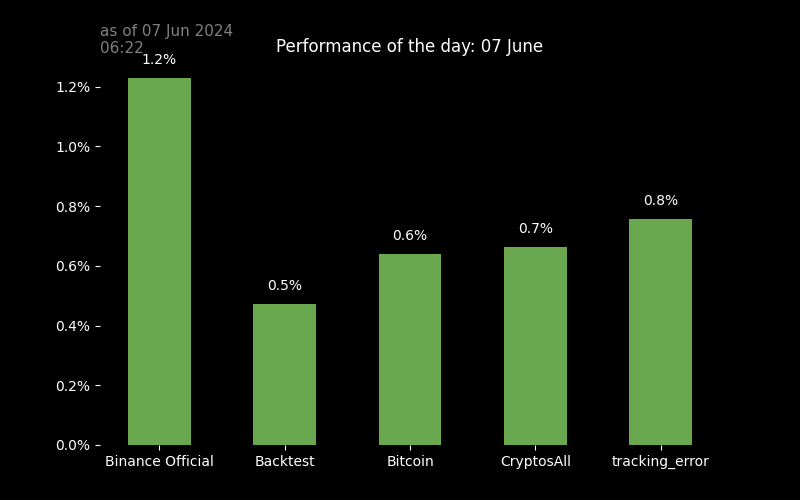 as of 07 Jun 2024
06:22
Performance of the day: 07 June
1.2%
1.2%
1.0%
0.8%
0.8%
0.7%
0.6%
0.6%
0.5%
0.4%
0.2%
0.0%
Binance Official
Backtest
Bitcoin
CryptosAll
tracking_error